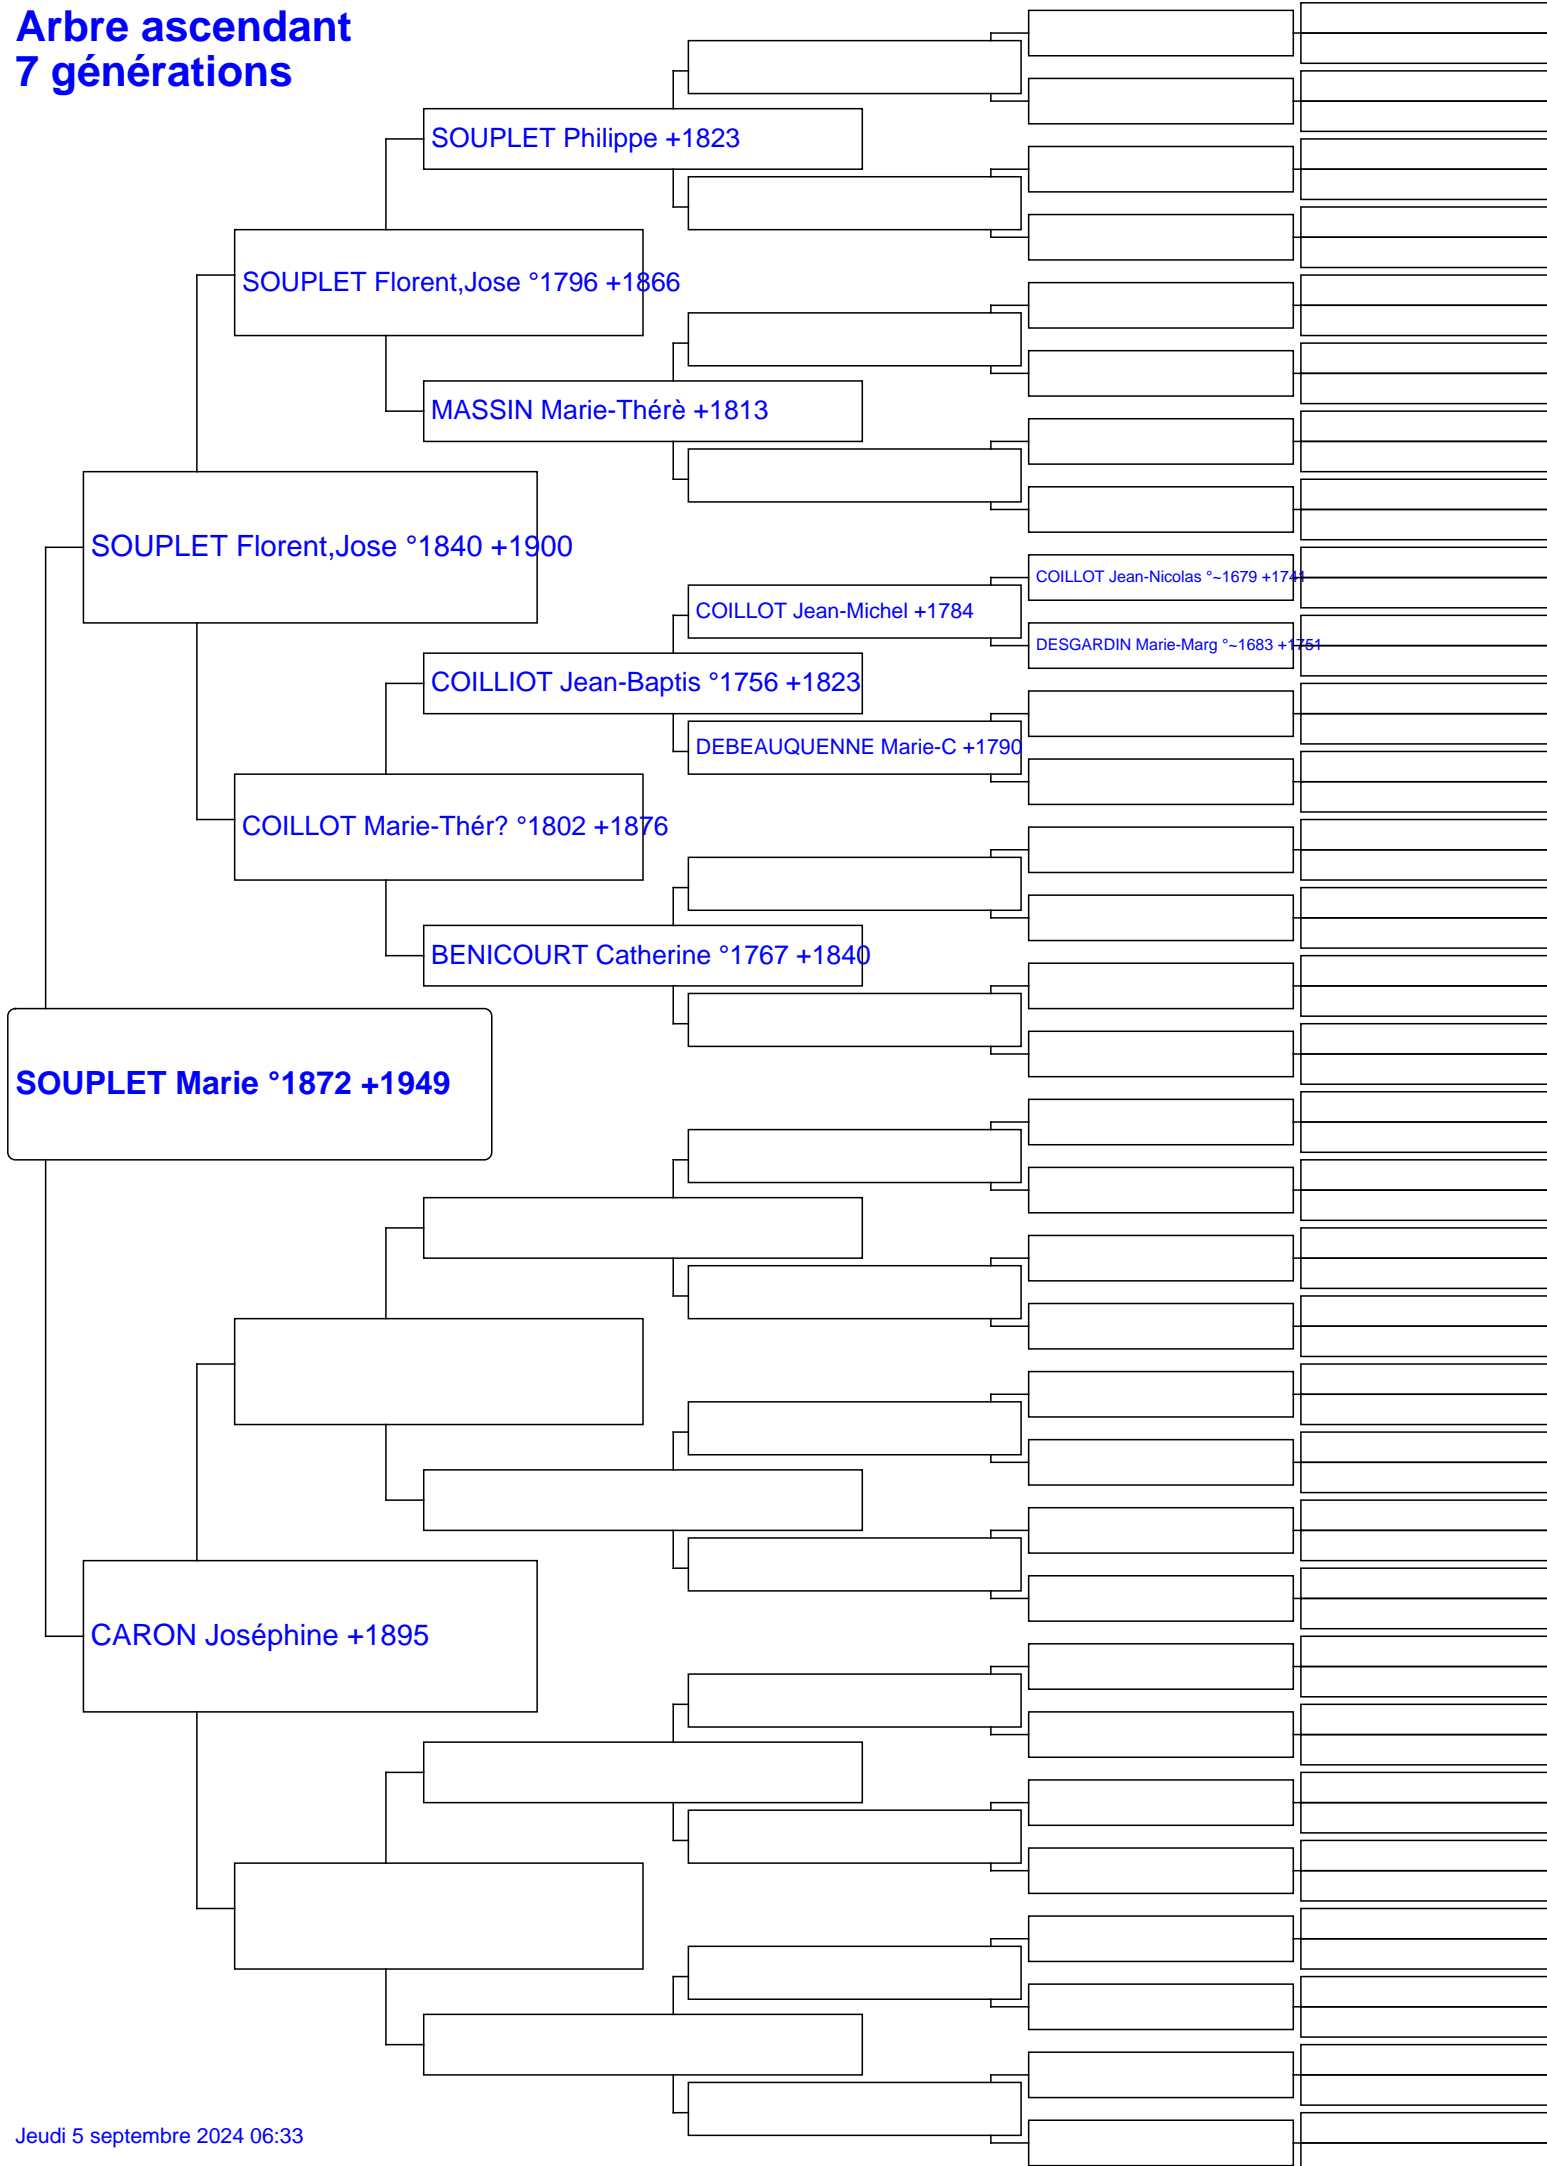 Arbre ascendant
7 générations
SOUPLET Philippe +1823
SOUPLET Florent,Jose °1796 +1866
MASSIN Marie-Thérè +1813
SOUPLET Florent,Jose °1840 +1900
COILLOT Jean-Nicolas °~1679 +1741
COILLOT Jean-Michel +1784
DESGARDIN Marie-Marg °~1683 +1751
COILLIOT Jean-Baptis °1756 +1823
DEBEAUQUENNE Marie-C +1790
COILLOT Marie-Thér? °1802 +1876
BENICOURT Catherine °1767 +1840
SOUPLET Marie °1872 +1949
CARON Joséphine +1895
Jeudi 5 septembre 2024 06:33